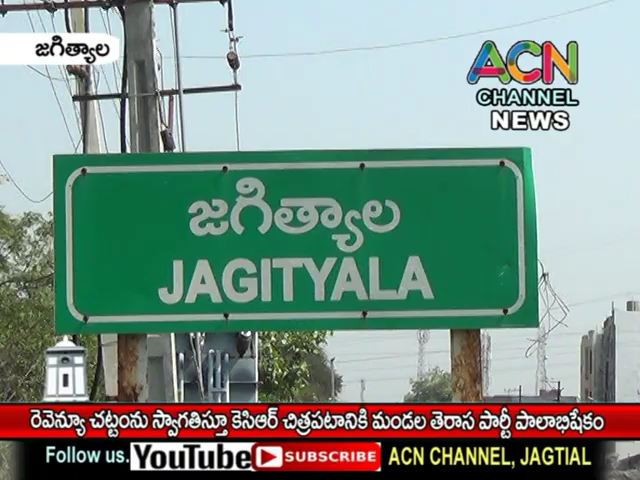 జగిత్యాల
ACN
CHANNEL
NEWS
జగిత్యాల
JAGITYALA
రెవెన్యూ చట్టంను స్వాగతిస్తూ కెసిఆర్ చిత్రపటానికి మండల తెరాస పార్టీ పాలాభిషేకం
Follow us. YouTube SUBSCRIBE ACN CHANNEL, JAGTIAL